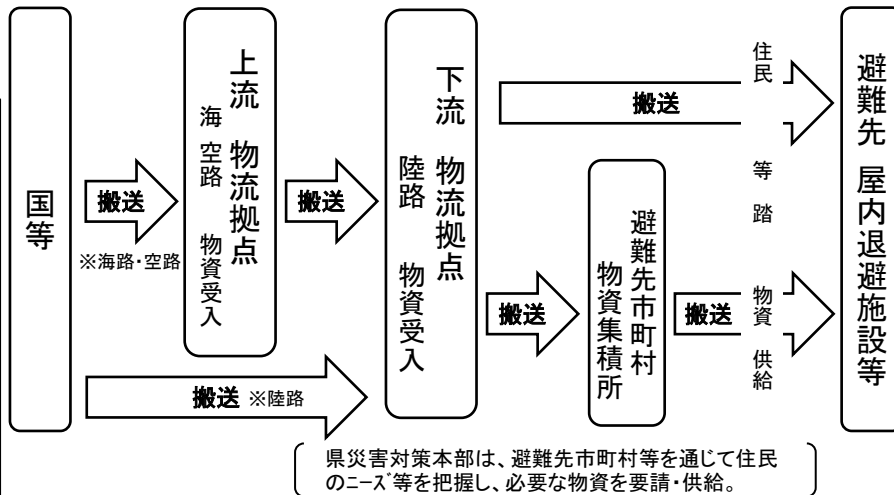 国等
搬送
※海路・空路
搬送 ※陸路
上流 物流拠点
海 空路 物資受入
搬送
下流 物流拠点
陸路 物資受入
搬送
搬送
避難先市町村
物資集積所
搬送
住民 等 踏
物資 供給
避難先 屋内退避施設等
県災害対策本部は、避難先市町村等を通じて住民
のニーズ等を把握し、必要な物資を要請・供給。